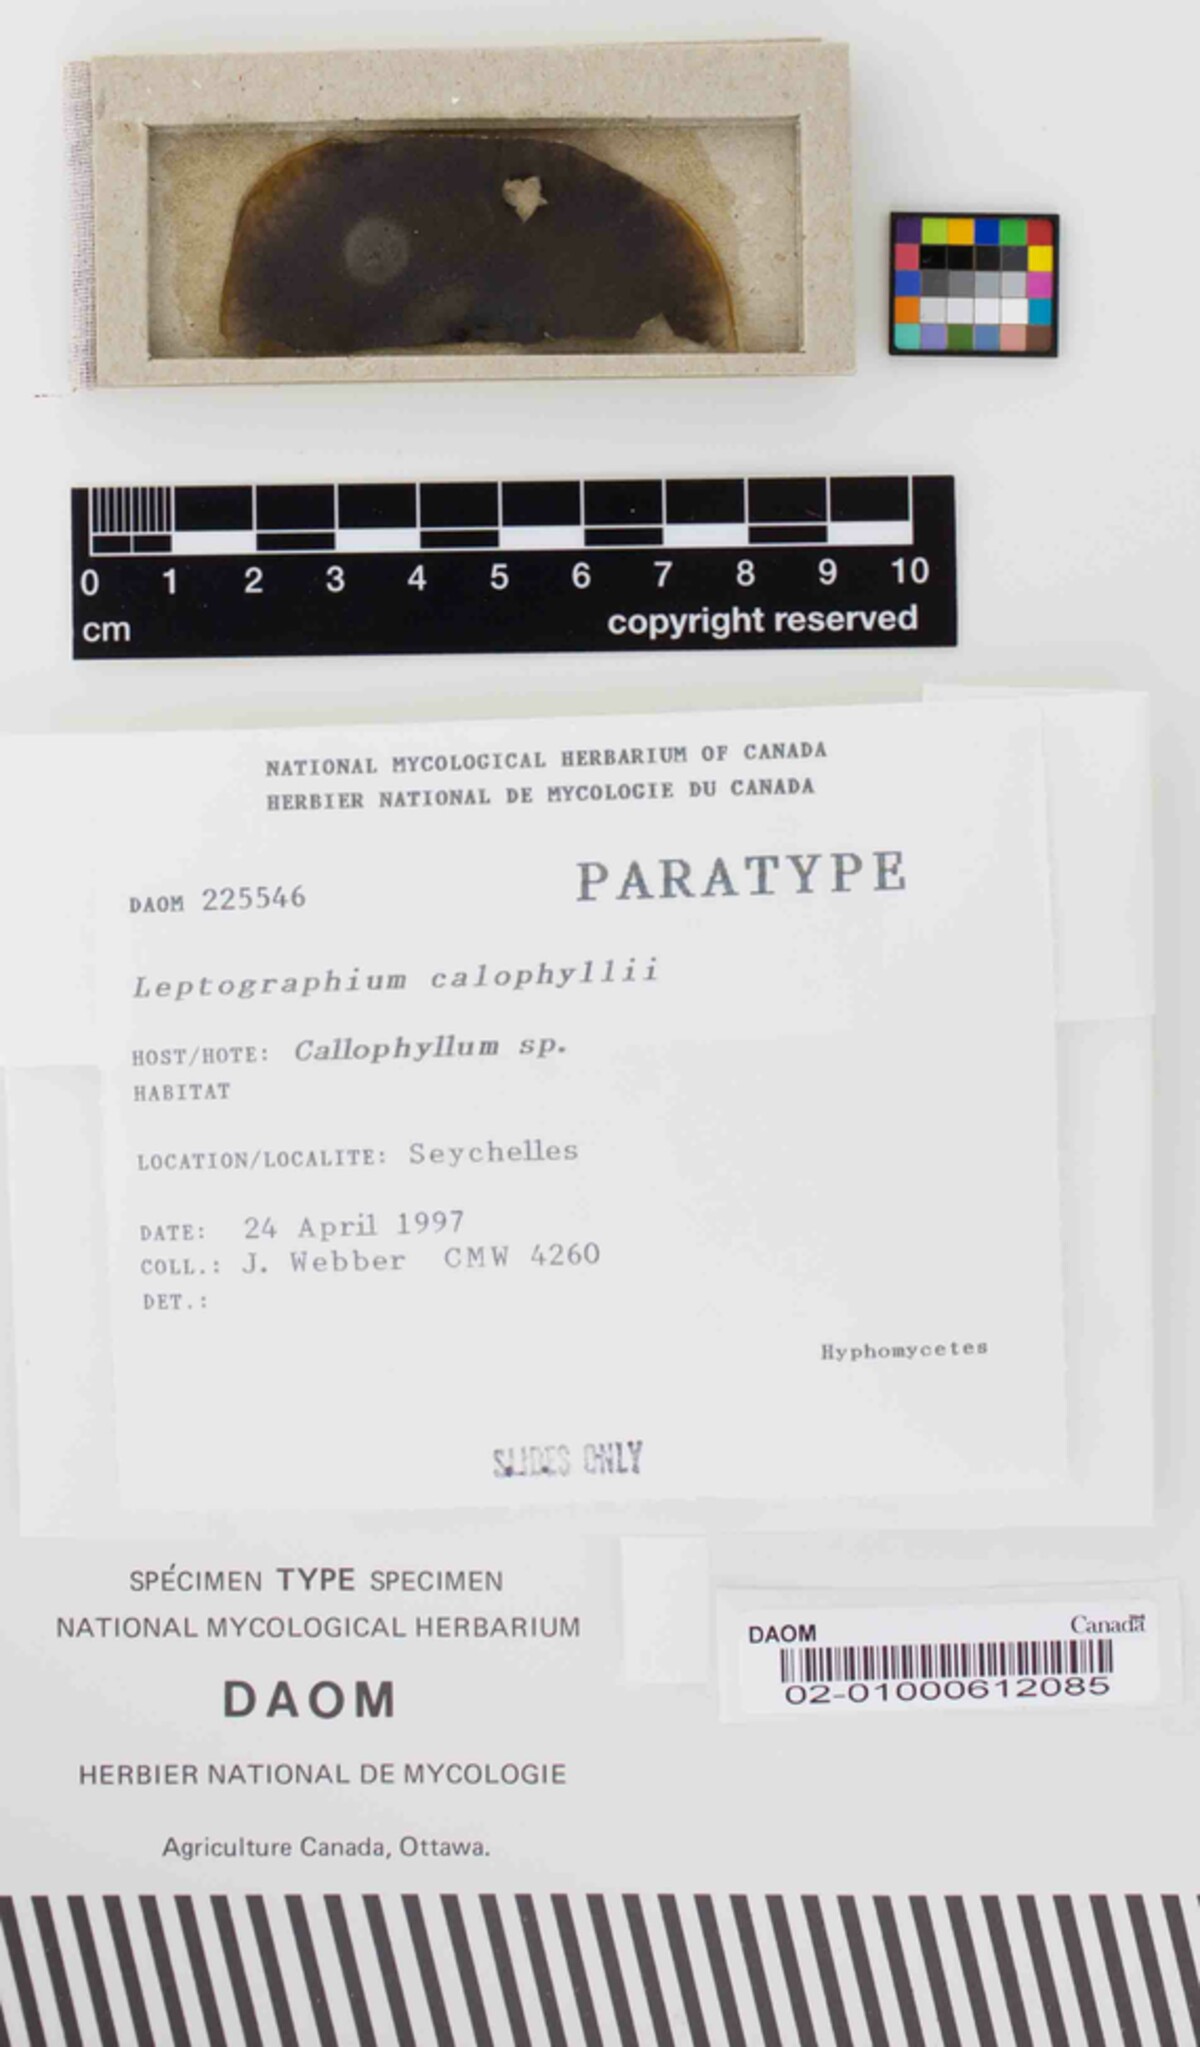 0 1 2 3 4 5 6 7 8 9 10
cm copyright reserved
NATIONAL MYCOLOGICAL HERBARIUM OF CANADA
HERBIER NATIONAL DE MYCOLOGIE DU CANADA
PARATYPE
DAOM 225546
Leptographium calophyllii
HOST/HOTE: Callophyllum sp.
HABITAT
LOCATION/LOCALITE: Seychelles
DATE: 24 April 1997
COLL.: J. Webber CMW 4260
DET.:
Hyphomycetes
SLIDES ONLY
SPÉCIMEN TYPE SPECIMEN
NATIONAL MYCOLOGICAL HERBARIUM
DAOM
HERBIER NATIONAL DE MYCOLOGIE
Agriculture Canada, Ottawa.
DAOM Canada
02-01000612085